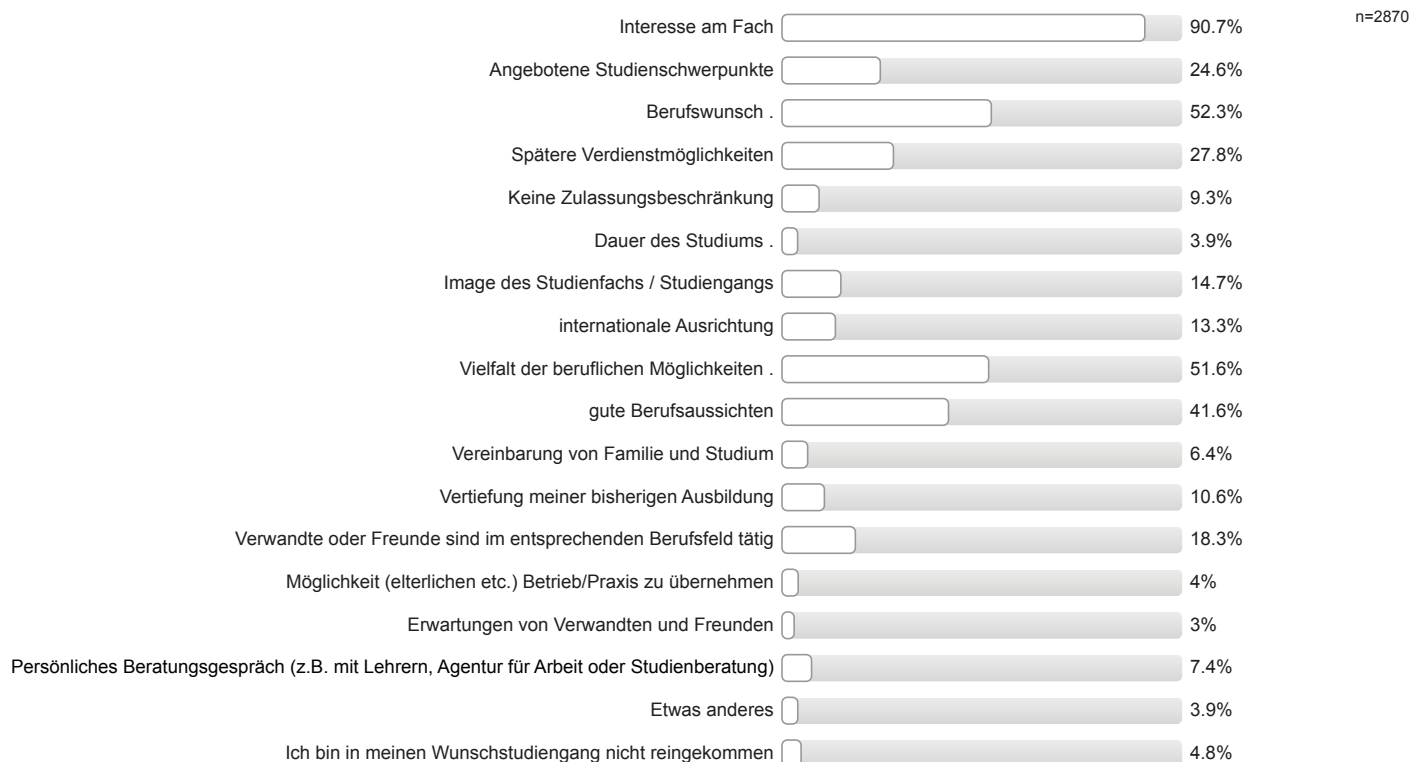 n=2870
Interesse am Fach 90.7%
Angebotene Studienschwerpunkte 24.6%
Berufswunsch . 52.3%
Spätere Verdienstmöglichkeiten 27.8%
Keine Zulassungsbeschränkung 9.3%
Dauer des Studiums . 3.9%
Image des Studienfachs / Studiengangs 14.7%
internationale Ausrichtung 13.3%
Vielfalt der beruflichen Möglichkeiten . 51.6%
gute Berufsaussichten 41.6%
Vereinbarung von Familie und Studium 6.4%
Vertiefung meiner bisherigen Ausbildung 10.6%
Verwandte oder Freunde sind im entsprechenden Berufsfeld tätig 18.3%
Möglichkeit (elterlichen etc.) Betrieb/Praxis zu übernehmen 4%
Erwartungen von Verwandten und Freunden 3%
Persönliches Beratungsgespräch (z.B. mit Lehrern, Agentur für Arbeit oder Studienberatung) 7.4%
Etwas anderes 3.9%
Ich bin in meinen Wunschstudiengang nicht reingekommen 4.8%